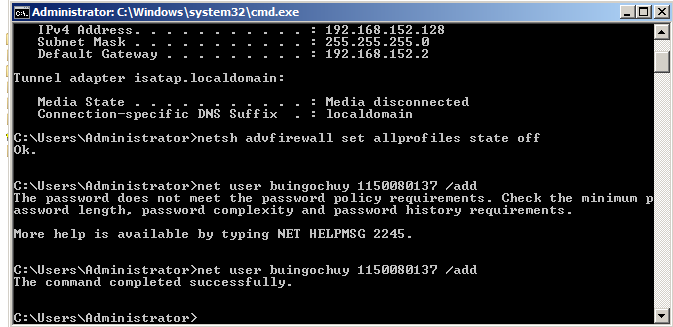 Administrator: C:\Windows\system32\cmd.exe
IPv4 Address. . . . . . . . . . . : 192.168.152.128
Subnet Mask . . . . . . . . . . . : 255.255.255.0
Default Gateway . . . . . . . . . : 192.168.152.2
Tunnel adapter isatap.localdomain:
Media State . . . . . . . . . . . : Media disconnected
Connection-specific DNS Suffix  . : localdomain
C:\Users\Administrator>netsh advfirewall set allprofiles state off
Ok.
C:\Users\Administrator>net user buingochuy 1150080137 /add
The password does not meet the password policy requirements. Check the minimum p
assword length, password complexity and password history requirements.
More help is available by typing NET HELPMSG 2245.
C:\Users\Administrator>net user buingochuy 1150080137 /add
The command completed successfully.
C:\Users\Administrator>